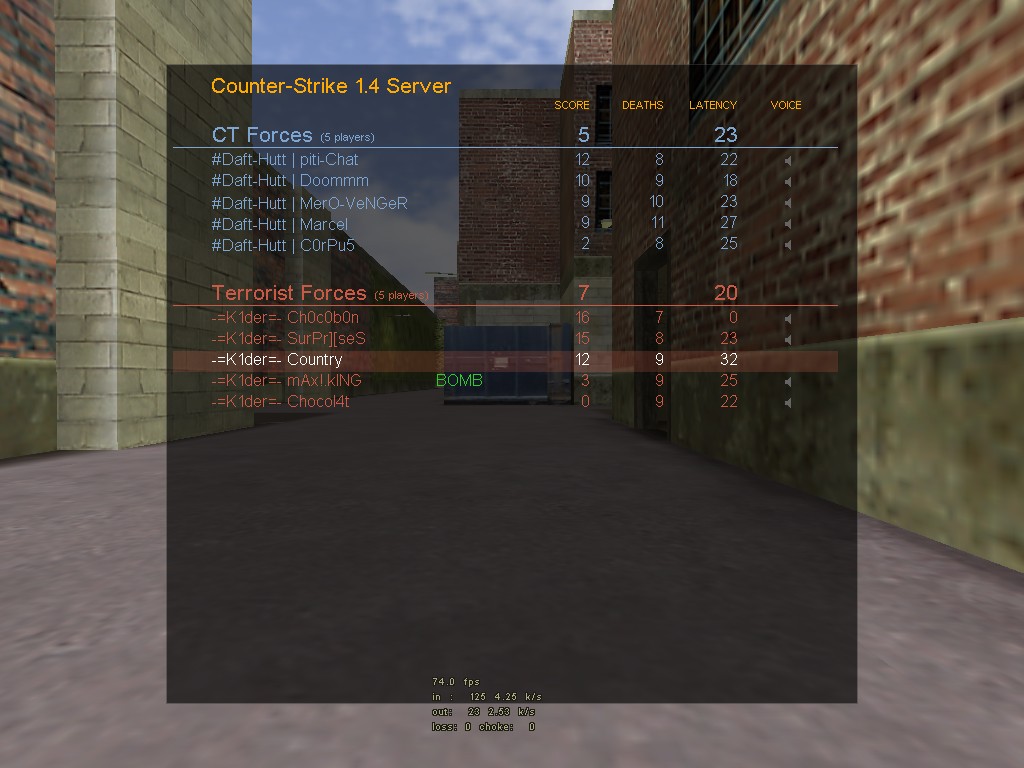 Counter-Strike 1.4 Server
SCORE DEATHS LATENCY VOICE
CT Forces (5 players) 5 23
#Daft-Hutt | piti-Chat 12 8 22
#Daft-Hutt | Doommm 10 9 18
#Daft-Hutt | MerO-VeNGeR 9 10 23
#Daft-Hutt | Marcel 9 11 27
#Daft-Hutt | C0rPu5 2 8 25
Terrorist Forces (5 players) 7 20
-=K1der=- Ch0c0b0n 16 7 0
-=K1der=- SurPr][seS 15 8 23
-=K1der=- Country 12 9 32
-=K1der=- mAxI.kING BOMB 3 9 25
-=K1der=- Chocol4t 0 9 22
74.0 fps
in : 125 4.25 k/s
out: 23 2.53 k/s
loss: 0 choke: 0